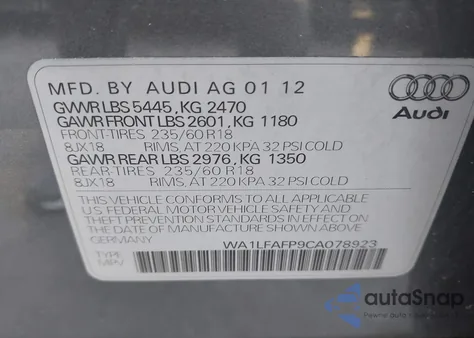 MFD. BY AUDI AG 01 12
GVWR LBS 5445, KG 2470
GAWR FRONT LBS 2601, KG 1180
FRONT-TIRES 235/60 R18
8JX18 RIMS, AT 220 KPA 32 PSI COLD
GAWR REAR LBS 2976, KG 1350
REAR-TIRES 235/60 R18
8JX18 RIMS, AT 220 KPA 32 PSI COLD
THIS VEHICLE CONFORMS TO ALL APPLICABLE
U.S. FEDERAL MOTOR VEHICLE SAFETY AND
THEFT PREVENTION STANDARDS IN EFFECT ON
THE DATE OF MANUFACTURE SHOWN ABOVE
GERMANY WA1LFAFP9CA078923
TYPE
MPV
Audi
autoSnap